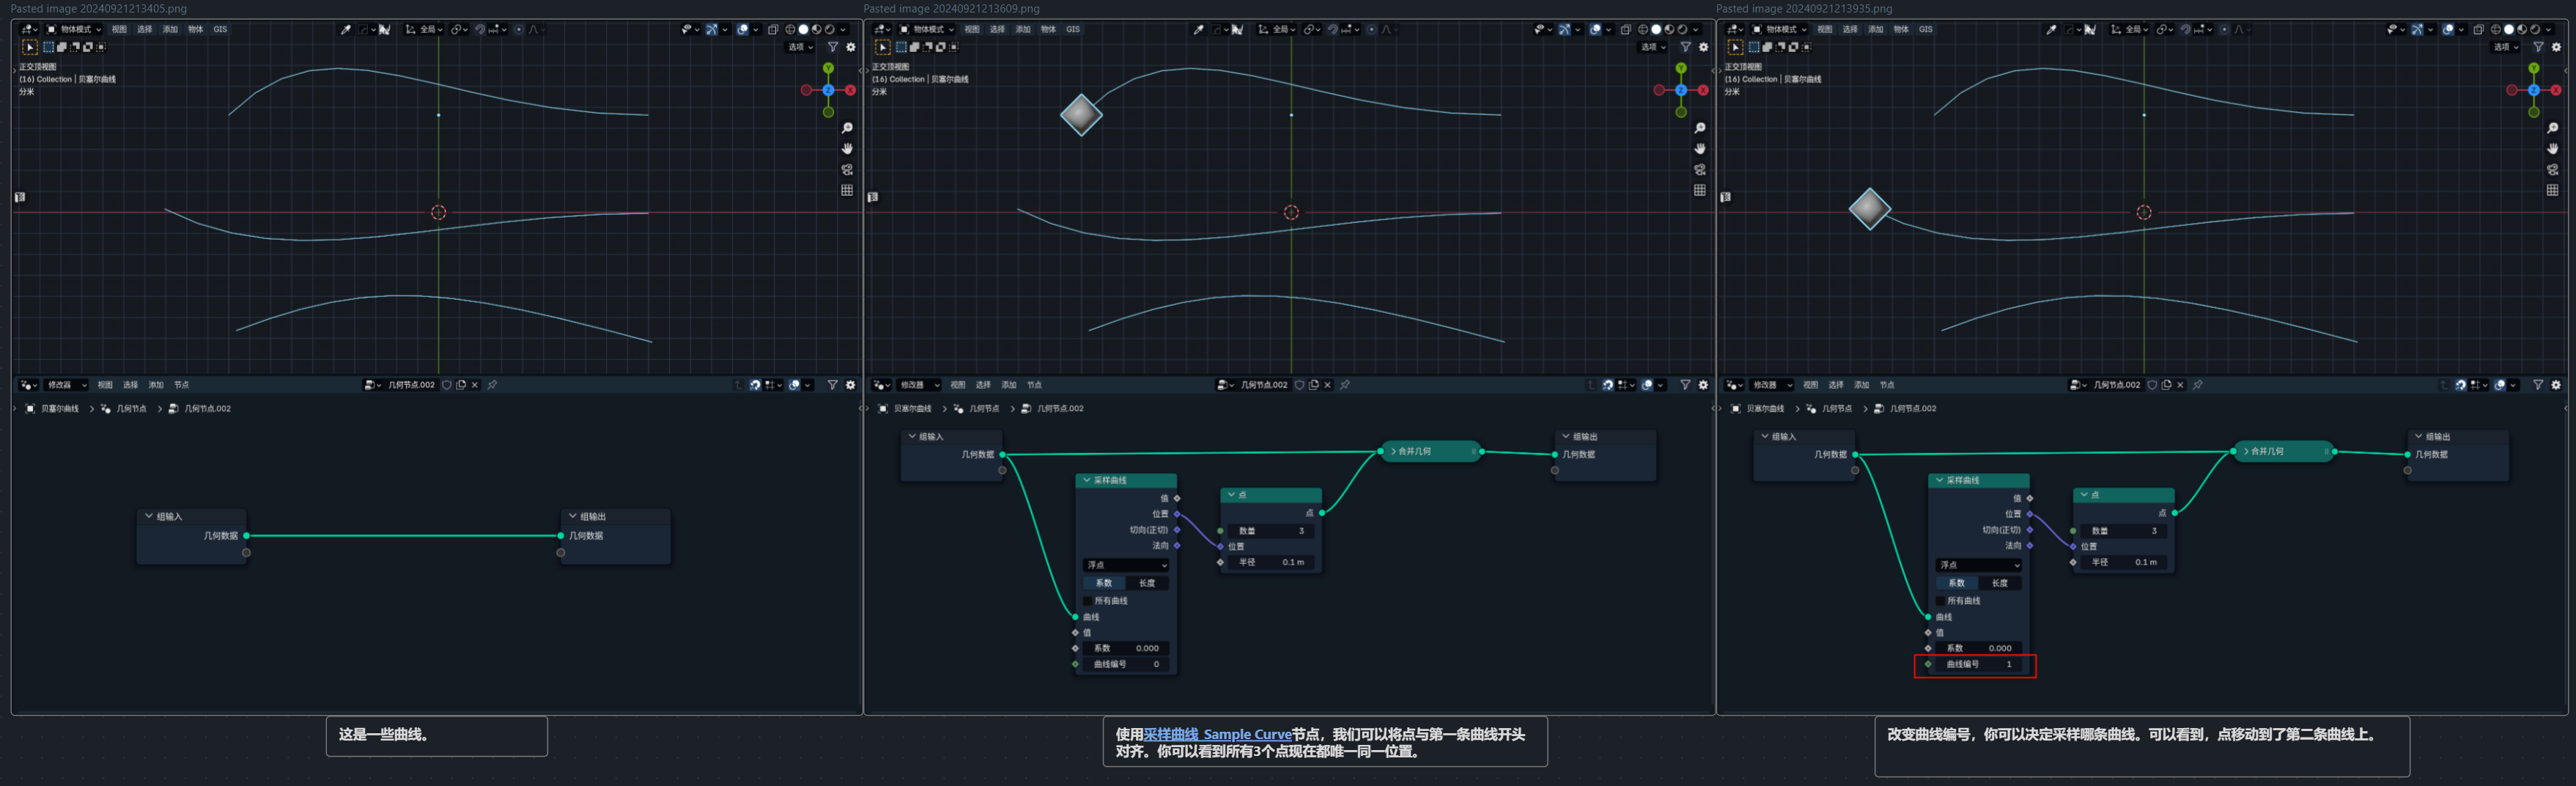 Pasted image 20240921213405.png
物体模式 视图 选择 添加 物体 GIS 全局
选项
正交顶视图
(16) Collection | 贝塞尔曲线
分米
Y
Z
X
修改器 视图 选择 添加 节点 几何节点.002
贝塞尔曲线 > 几何节点 > 几何节点.002
组输入
几何数据
组输出
几何数据
这是一些曲线。
Pasted image 20240921213609.png
物体模式 视图 选择 添加 物体 GIS 全局
选项
正交顶视图
(16) Collection | 贝塞尔曲线
分米
Y
Z
X
修改器 视图 选择 添加 节点 几何节点.002
贝塞尔曲线 > 几何节点 > 几何节点.002
组输入
几何数据
采样曲线
值
位置
切向(正切)
法向
浮点
系数 长度
所有曲线
曲线
值
系数 0.000
曲线编号 0
点
点
数量 3
位置
半径 0.1 m
合并几何
组输出
几何数据
使用采样曲线 Sample Curve节点，我们可以将点与第一条曲线开头
对齐。你可以看到所有3个点现在都唯一同一位置。
Pasted image 20240921213935.png
物体模式 视图 选择 添加 物体 GIS 全局
选项
正交顶视图
(16) Collection | 贝塞尔曲线
分米
Y
Z
X
修改器 视图 选择 添加 节点 几何节点.002
贝塞尔曲线 > 几何节点 > 几何节点.002
组输入
几何数据
采样曲线
值
位置
切向(正切)
法向
浮点
系数 长度
所有曲线
曲线
值
系数 0.000
曲线编号 1
点
点
数量 3
位置
半径 0.1 m
合并几何
组输出
几何数据
改变曲线编号，你可以决定采样哪条曲线。可以看到，点移动到了第二条曲线上。